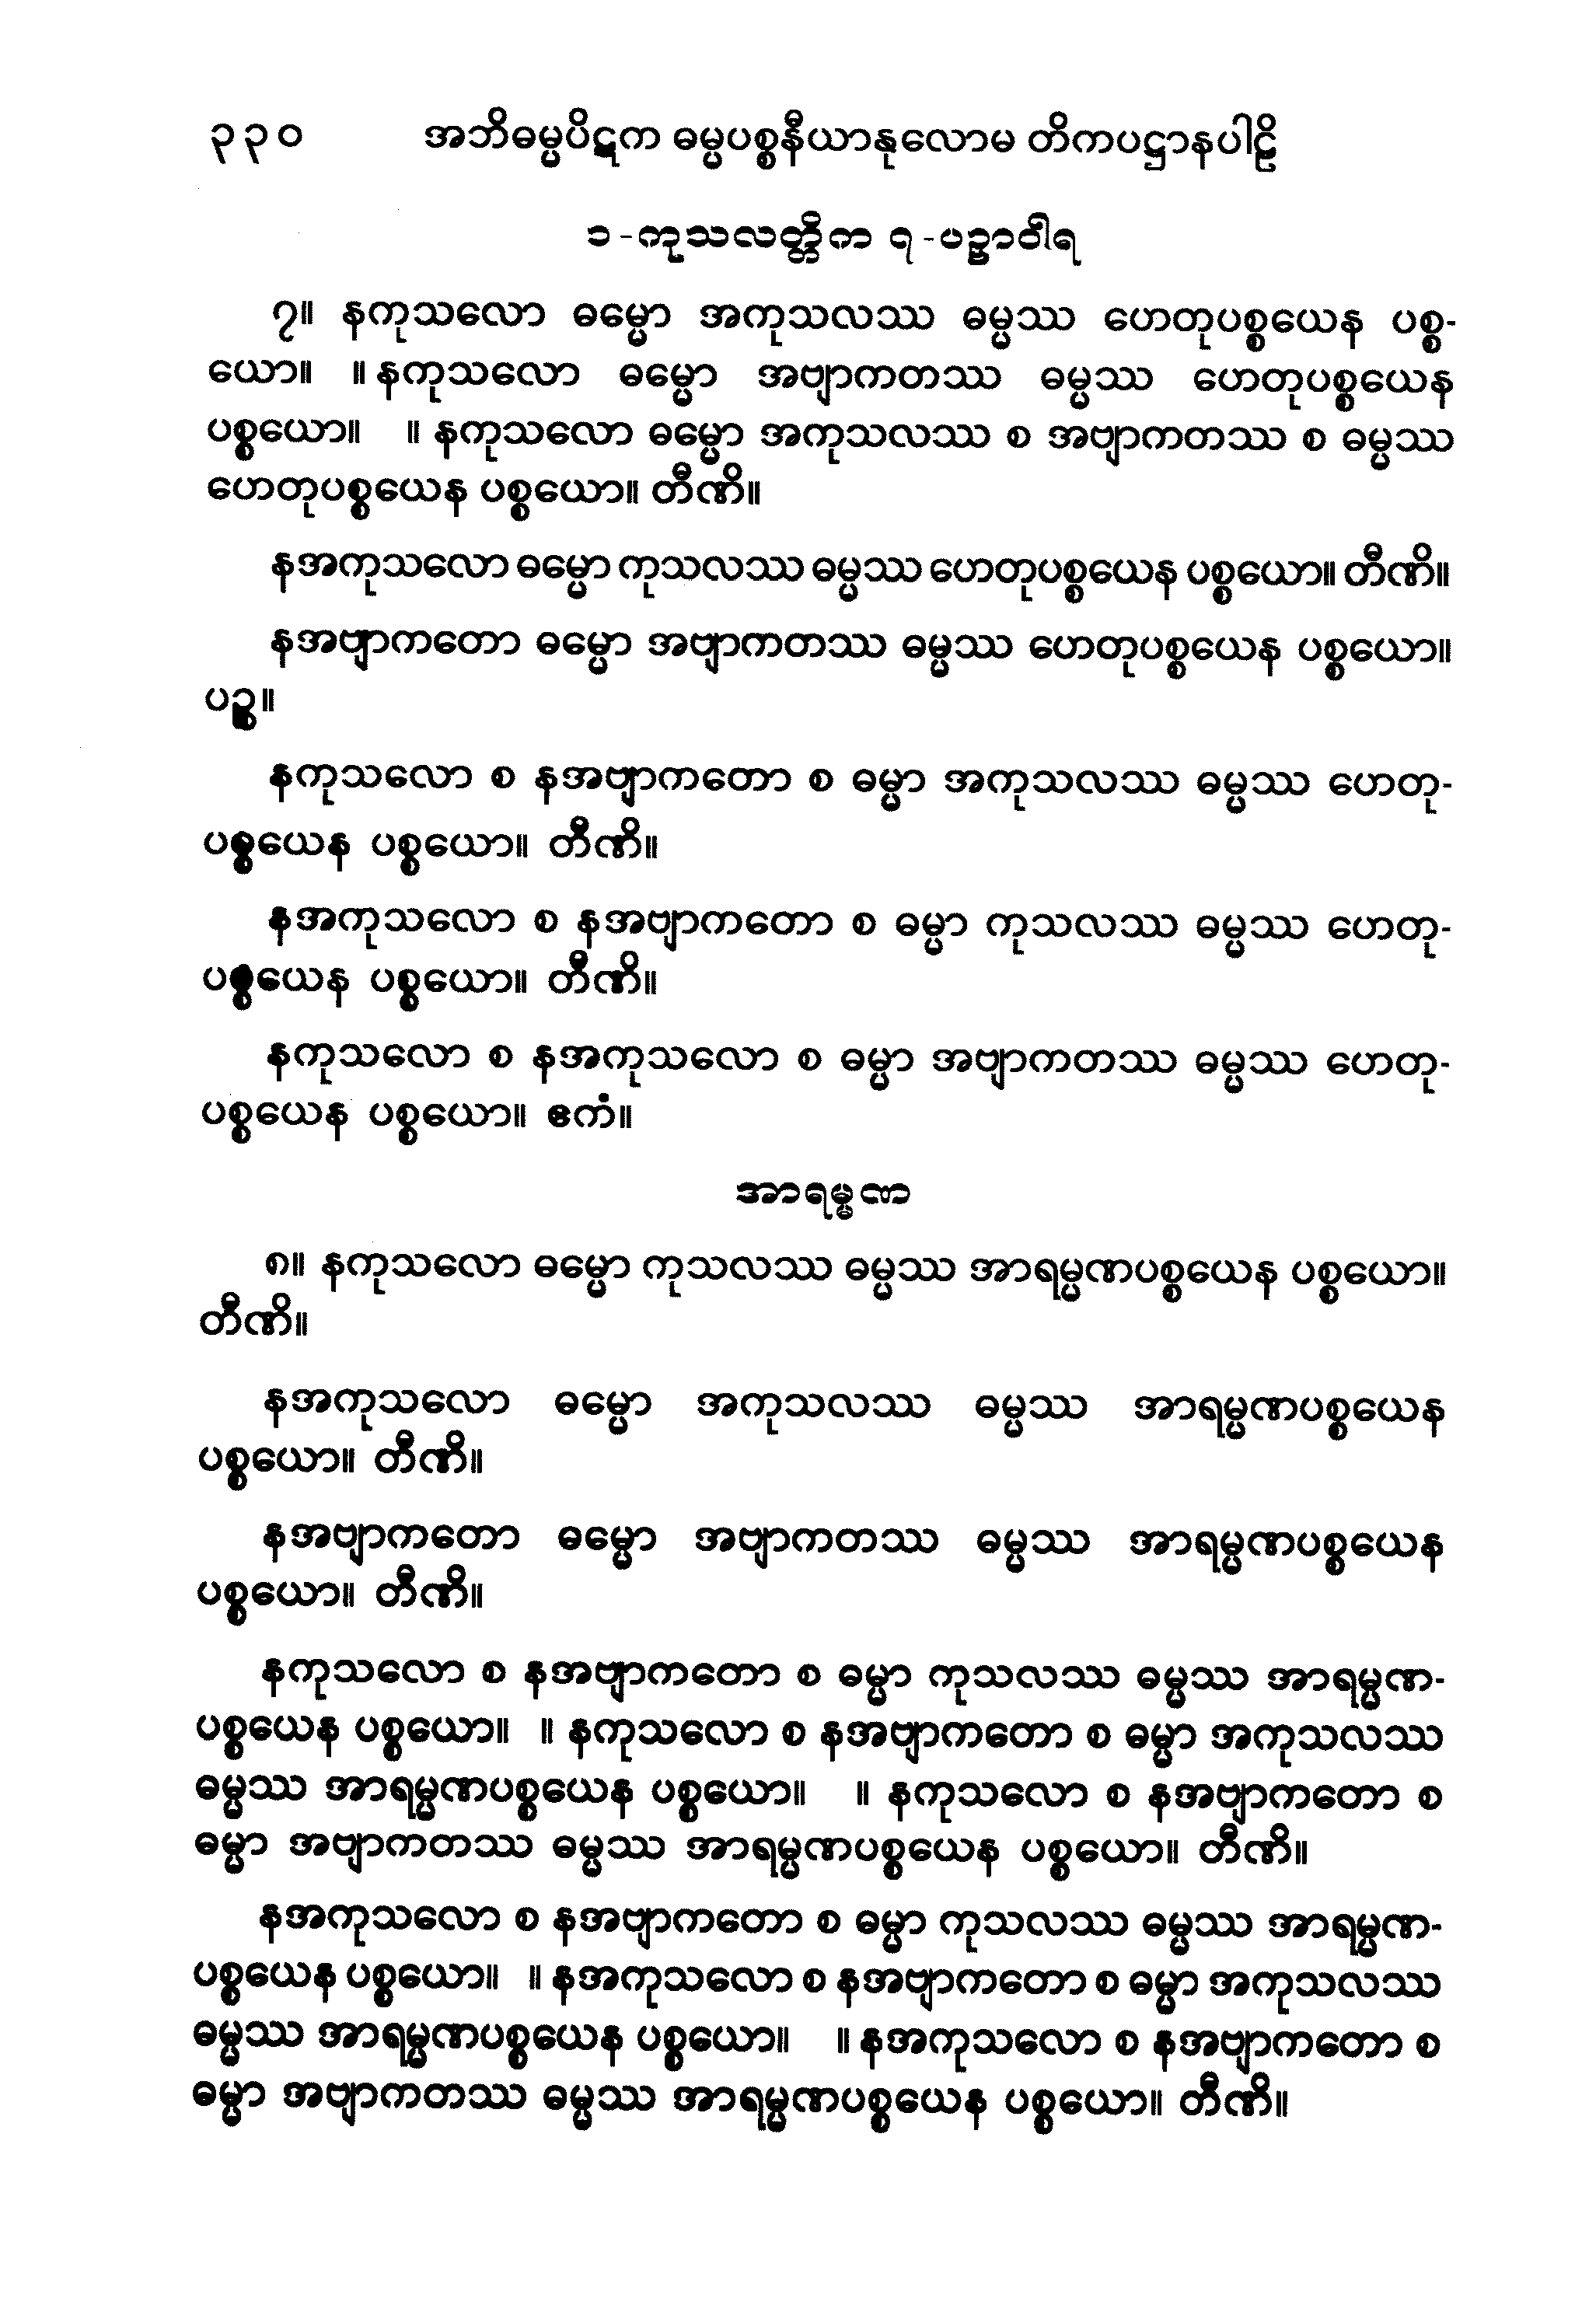 ၃၃၀ အဘိဓမ္မပိဋက ဓမ္မပစ္စနီယာနုလောမ တိကပဋ္ဌာနပါဠိ
၁-ကုသလတ္တိက ၇-ပဉှာဝါရ
၇။ နကုသလော ဓမ္မော အကုသလဿ ဓမ္မဿ ဟေတုပစ္စယေန ပစ္စ-
ယော။ ။ နကုသလော ဓမ္မော အဗျာကတဿ ဓမ္မဿ ဟေတုပစ္စယေန
ပစ္စယော။ ။ နကုသလော ဓမ္မော အကုသလဿ စ အဗျာကတဿ စ ဓမ္မဿ
ဟေတုပစ္စယေန ပစ္စယော။ တီဏိ။
နအကုသလော ဓမ္မော ကုသလဿ ဓမ္မဿ ဟေတုပစ္စယေန ပစ္စယော။ တီဏိ။
နအဗျာကတော ဓမ္မော အဗျာကတဿ ဓမ္မဿ ဟေတုပစ္စယေန ပစ္စယော။
ပဉ္စ။
နကုသလော စ နအဗျာကတော စ ဓမ္မာ အကုသလဿ ဓမ္မဿ ဟေတု-
ပစ္စယေန ပစ္စယော။ တီဏိ။
နအကုသလော စ နအဗျာကတော စ ဓမ္မာ ကုသလဿ ဓမ္မဿ ဟေတု-
ပစ္စယေန ပစ္စယော။ တီဏိ။
နကုသလော စ နအကုသလော စ ဓမ္မာ အဗျာကတဿ ဓမ္မဿ ဟေတု-
ပစ္စယေန ပစ္စယော။ ဧကံ။
အာရမ္မဏ
၈။ နကုသလော ဓမ္မော ကုသလဿ ဓမ္မဿ အာရမ္မဏပစ္စယေန ပစ္စယော။
တီဏိ။
နအကုသလော ဓမ္မော အကုသလဿ ဓမ္မဿ အာရမ္မဏပစ္စယေန
ပစ္စယော။ တီဏိ။
နအဗျာကတော ဓမ္မော အဗျာကတဿ ဓမ္မဿ အာရမ္မဏပစ္စယေန
ပစ္စယော။ တီဏိ။
နကုသလော စ နအဗျာကတော စ ဓမ္မာ ကုသလဿ ဓမ္မဿ အာရမ္မဏ-
ပစ္စယေန ပစ္စယော။ ။ နကုသလော စ နအဗျာကတော စ ဓမ္မာ အကုသလဿ
ဓမ္မဿ အာရမ္မဏပစ္စယေန ပစ္စယော။ ။ နကုသလော စ နအဗျာကတော စ
ဓမ္မာ အဗျာကတဿ ဓမ္မဿ အာရမ္မဏပစ္စယေန ပစ္စယော။ တီဏိ။
နအကုသလော စ နအဗျာကတော စ ဓမ္မာ ကုသလဿ ဓမ္မဿ အာရမ္မဏ-
ပစ္စယေန ပစ္စယော။ ။ နအကုသလော စ နအဗျာကတော စ ဓမ္မာ အကုသလဿ
ဓမ္မဿ အာရမ္မဏပစ္စယေန ပစ္စယော။ ။ နအကုသလော စ နအဗျာကတော စ
ဓမ္မာ အဗျာကတဿ ဓမ္မဿ အာရမ္မဏပစ္စယေန ပစ္စယော။ တီဏိ။